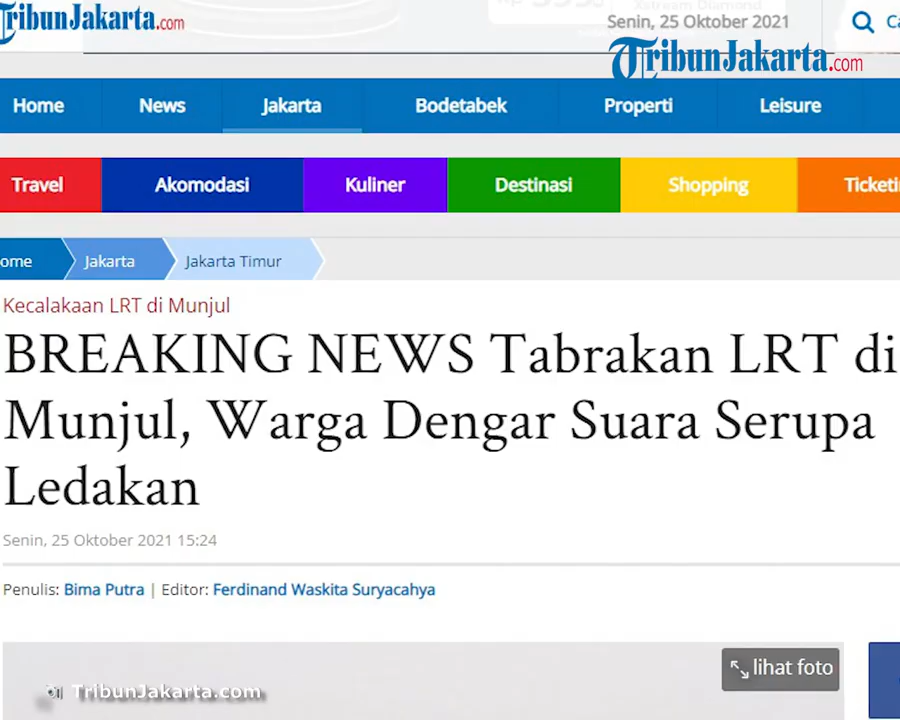 TribunJakarta.com
Senin, 25 Oktober 2021
TribunJakarta.com
Home News Jakarta Bodetabek Properti Leisure
Travel Akomodasi Kuliner Destinasi Shopping
ome Jakarta Jakarta Timur
Kecalakaan LRT di Munjul
BREAKING NEWS Tabrakan LRT di
Munjul, Warga Dengar Suara Serupa
Ledakan
Senin, 25 Oktober 2021 15:24
Penulis: Bima Putra | Editor: Ferdinand Waskita Suryacahya
lihat foto
TribunJakarta.com